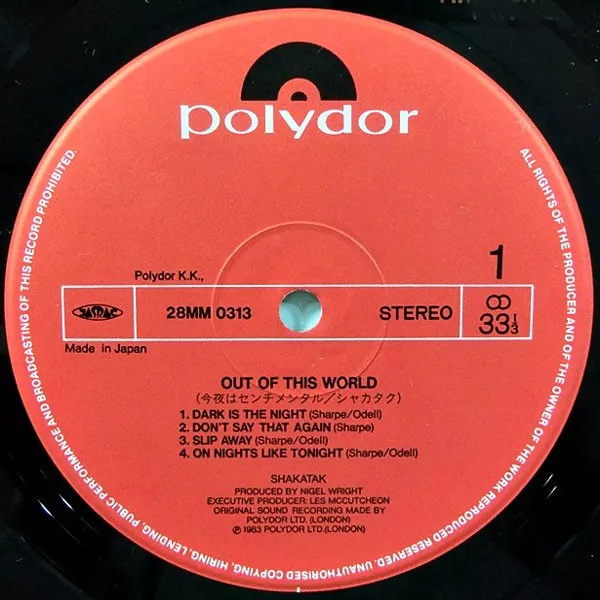 polydor
Polydor K.K.,
1
JASRAC
28MM 0313
STEREO
33 1/3
Made in Japan
OUT OF THIS WORLD
(今夜はセンチメンタル/シャカタク)
1. DARK IS THE NIGHT (Sharpe/Odell)
2. DON'T SAY THAT AGAIN (Sharpe)
3. SLIP AWAY (Sharpe/Odell)
4. ON NIGHTS LIKE TONIGHT (Sharpe/Odell)
SHAKATAK
PRODUCED BY NIGEL WRIGHT
EXECUTIVE PRODUCER: LES MCCUTCHEON
ORIGINAL SOUND RECORDING MADE BY
POLYDOR LTD. (LONDON)
Ⓟ 1983 POLYDOR LTD.(LONDON)
ALL RIGHTS OF THE PRODUCER AND OF THE OWNER OF THE WORK REPRODUCED RESERVED. UNAUTHORISED COPYING, HIRING, LENDING, PUBLIC PERFORMANCE AND BROADCASTING OF THIS RECORD PROHIBITED.